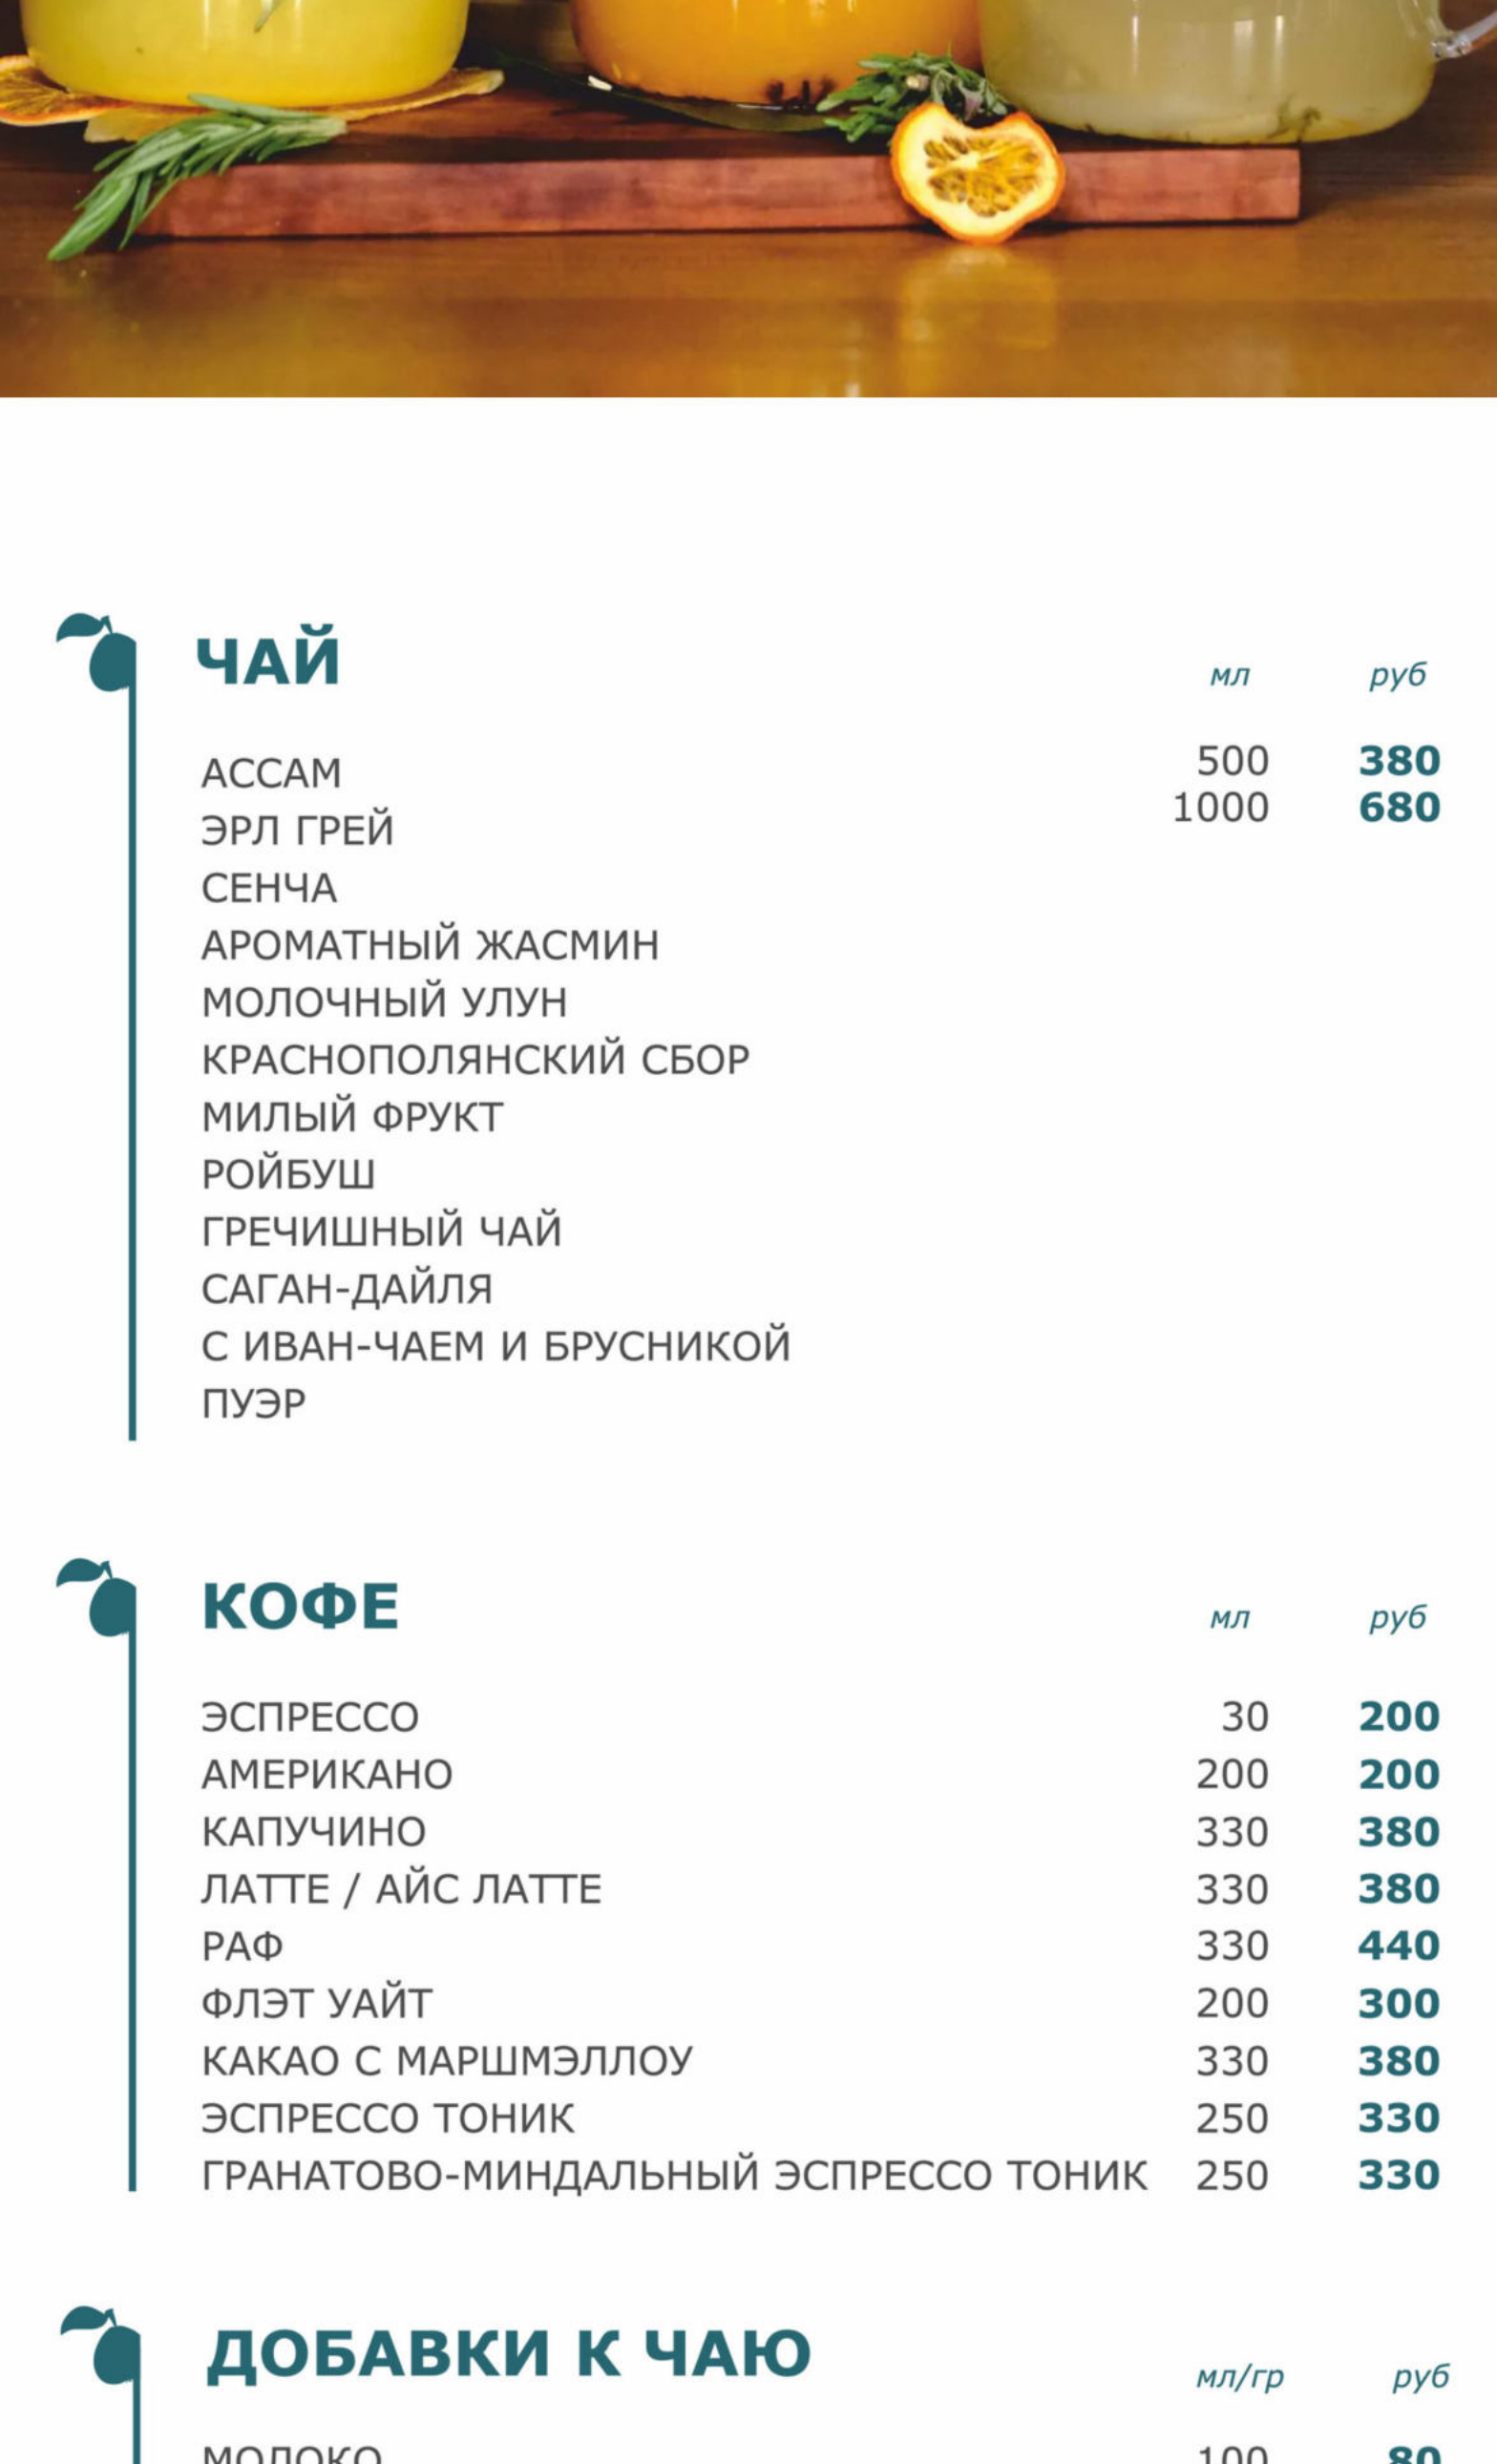 ЧАЙ мл руб
АССАМ 500 380
1000 680
ЭРЛ ГРЕЙ
СЕНЧА
АРОМАТНЫЙ ЖАСМИН
МОЛОЧНЫЙ УЛУН
КРАСНОПОЛЯНСКИЙ СБОР
МИЛЫЙ ФРУКТ
РОЙБУШ
ГРЕЧИШНЫЙ ЧАЙ
САГАН-ДАЙЛЯ
С ИВАН-ЧАЕМ И БРУСНИКОЙ
ПУЭР
КОФЕ мл руб
ЭСПРЕССО 30 200
АМЕРИКАНО 200 200
КАПУЧИНО 330 380
ЛАТТЕ / АЙС ЛАТТЕ 330 380
РАФ 330 440
ФЛЭТ УАЙТ 200 300
КАКАО С МАРШМЭЛЛОУ 330 380
ЭСПРЕССО ТОНИК 250 330
ГРАНАТОВО-МИНДАЛЬНЫЙ ЭСПРЕССО ТОНИК 250 330
ДОБАВКИ К ЧАЮ мл/гр руб
МОЛОКО 100 80